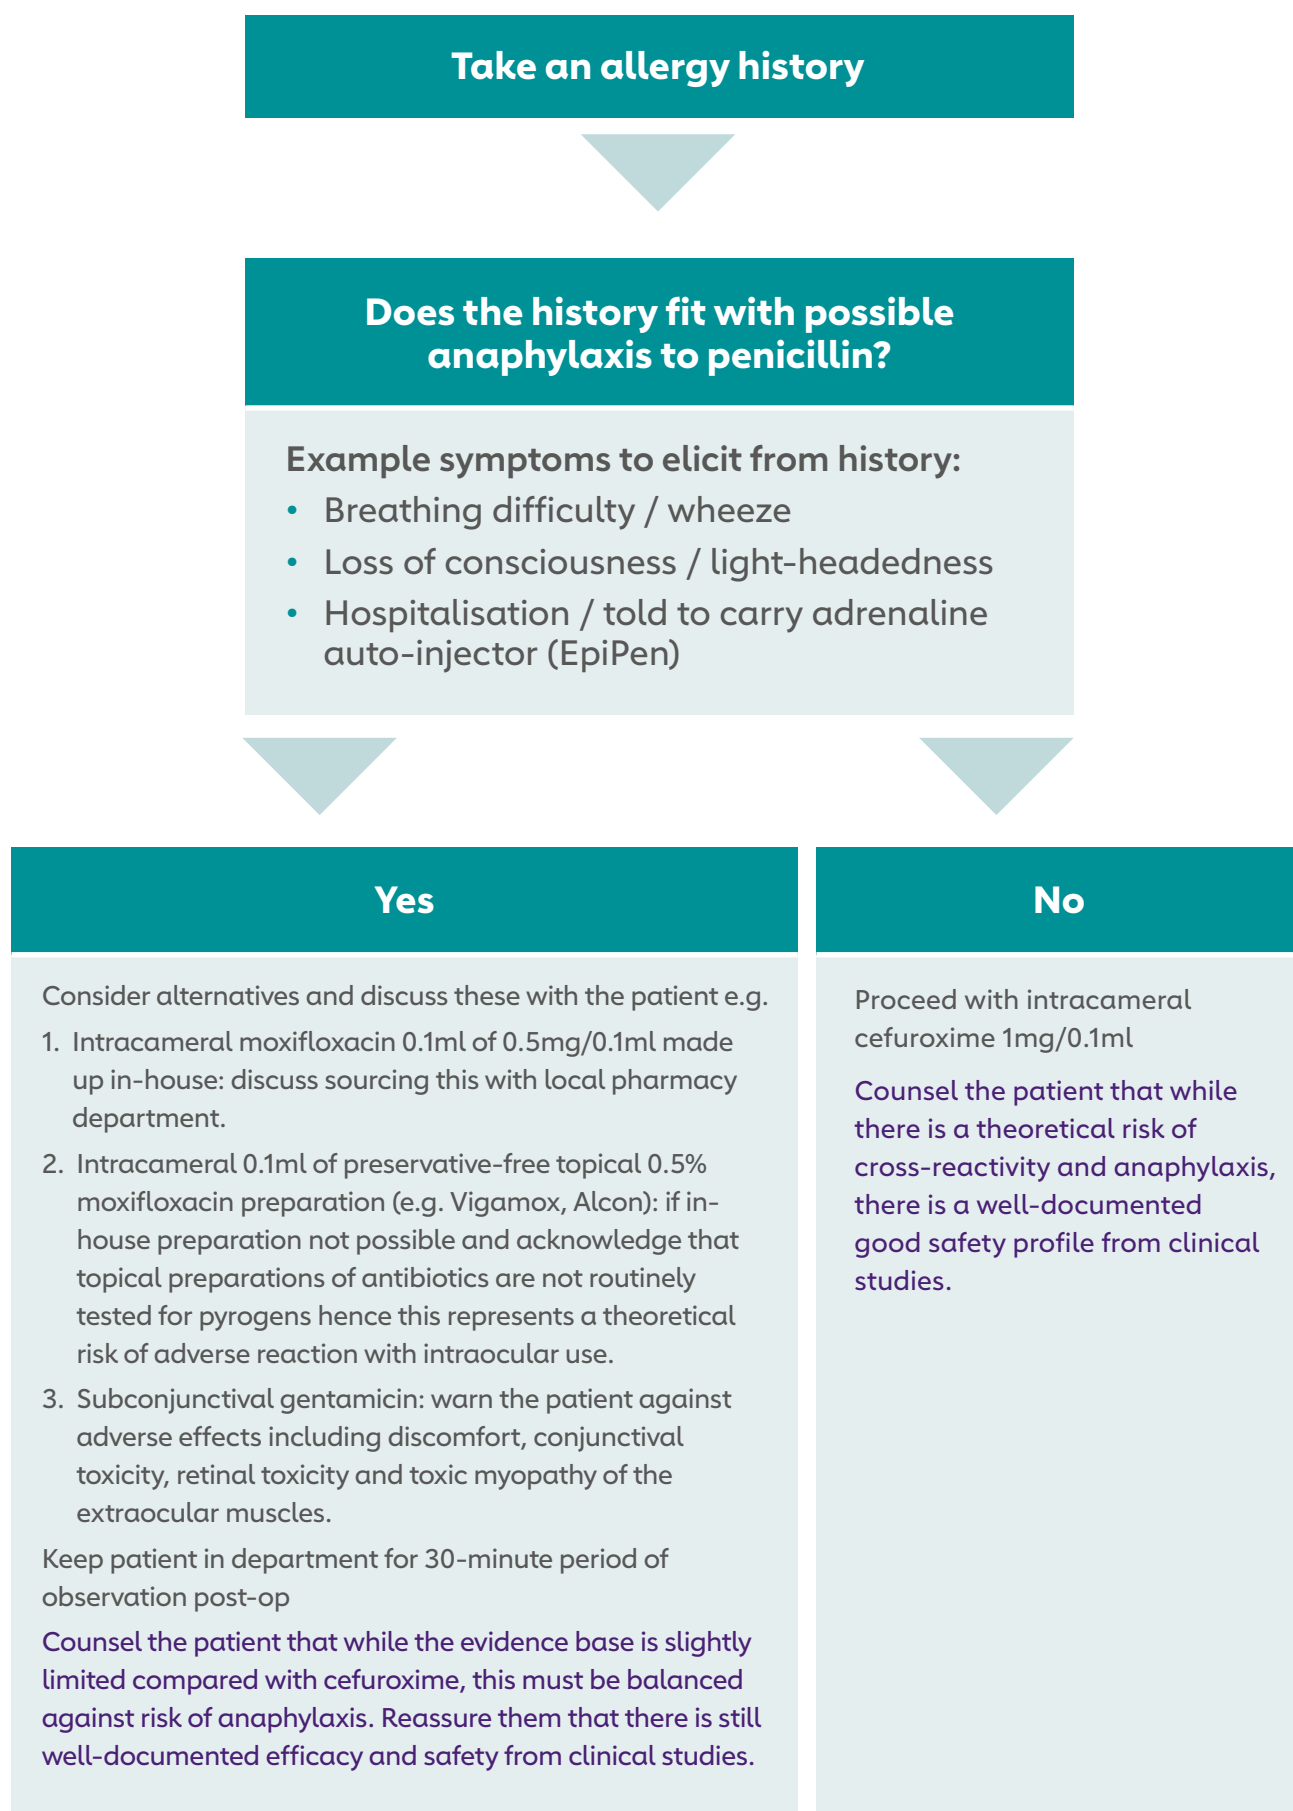 Take an allergy history
Does the history fit with possible
anaphylaxis to penicillin?
Example symptoms to elicit from history:
• Breathing difficulty / wheeze
• Loss of consciousness / light-headedness
• Hospitalisation / told to carry adrenaline
auto-injector (EpiPen)
Yes
Consider alternatives and discuss these with the patient e.g.
1. Intracameral moxifloxacin 0.1ml of 0.5mg/0.1ml made
up in-house: discuss sourcing this with local pharmacy
department.
2. Intracameral 0.1ml of preservative-free topical 0.5%
moxifloxacin preparation (e.g. Vigamox, Alcon): if in-
house preparation not possible and acknowledge that
topical preparations of antibiotics are not routinely
tested for pyrogens hence this represents a theoretical
risk of adverse reaction with intraocular use.
3. Subconjunctival gentamicin: warn the patient against
adverse effects including discomfort, conjunctival
toxicity, retinal toxicity and toxic myopathy of the
extraocular muscles.
Keep patient in department for 30-minute period of
observation post-op
Counsel the patient that while the evidence base is slightly
limited compared with cefuroxime, this must be balanced
against risk of anaphylaxis. Reassure them that there is still
well-documented efficacy and safety from clinical studies.
No
Proceed with intracameral
cefuroxime 1mg/0.1ml
Counsel the patient that while
there is a theoretical risk of
cross-reactivity and anaphylaxis,
there is a well-documented
good safety profile from clinical
studies.